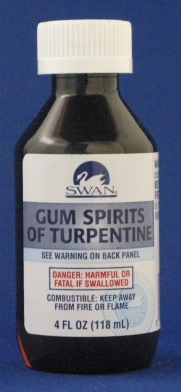 SWAN
GUM SPIRITS
OF TURPENTINE
SEE WARNING ON BACK PANEL
DANGER: HARMFUL OR
FATAL IF SWALLOWED
COMBUSTIBLE: KEEP AWAY
FROM FIRE OR FLAME
4 FL OZ (118 mL)